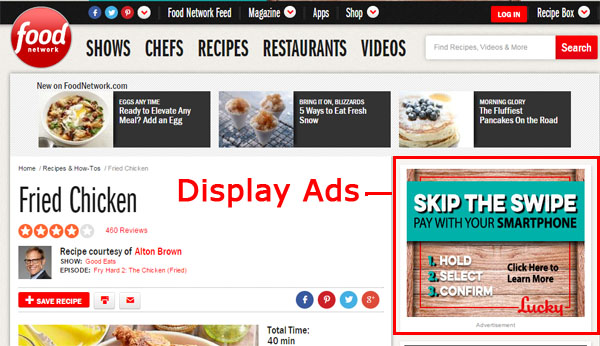 Food Network Feed
Magazine
Apps
Shop
LOG IN
Recipe Box
food
network
SHOWS CHEFS RECIPES RESTAURANTS VIDEOS
Find Recipes, Videos & More
Search
New on FoodNetwork.com
EGGS ANY TIME
Ready to Elevate Any
Meal? Add an Egg
BRING IT ON, BLIZZARDS
5 Ways to Eat Fresh
Snow
MORNING GLORY
The Fluffiest
Pancakes On the Road
Home / Recipes & How-Tos / Fried Chicken
Fried Chicken
460 Reviews
Recipe courtesy of Alton Brown
SHOW: Good Eats
EPISODE: Fry Hard 2: The Chicken (Fried)
+ SAVE RECIPE
Total Time:
40 min
Display Ads
SKIP THE SWIPE
PAY WITH YOUR SMARTPHONE
1. HOLD
2. SELECT
3. CONFIRM
Click Here to
Learn More
Lucky
Advertisement